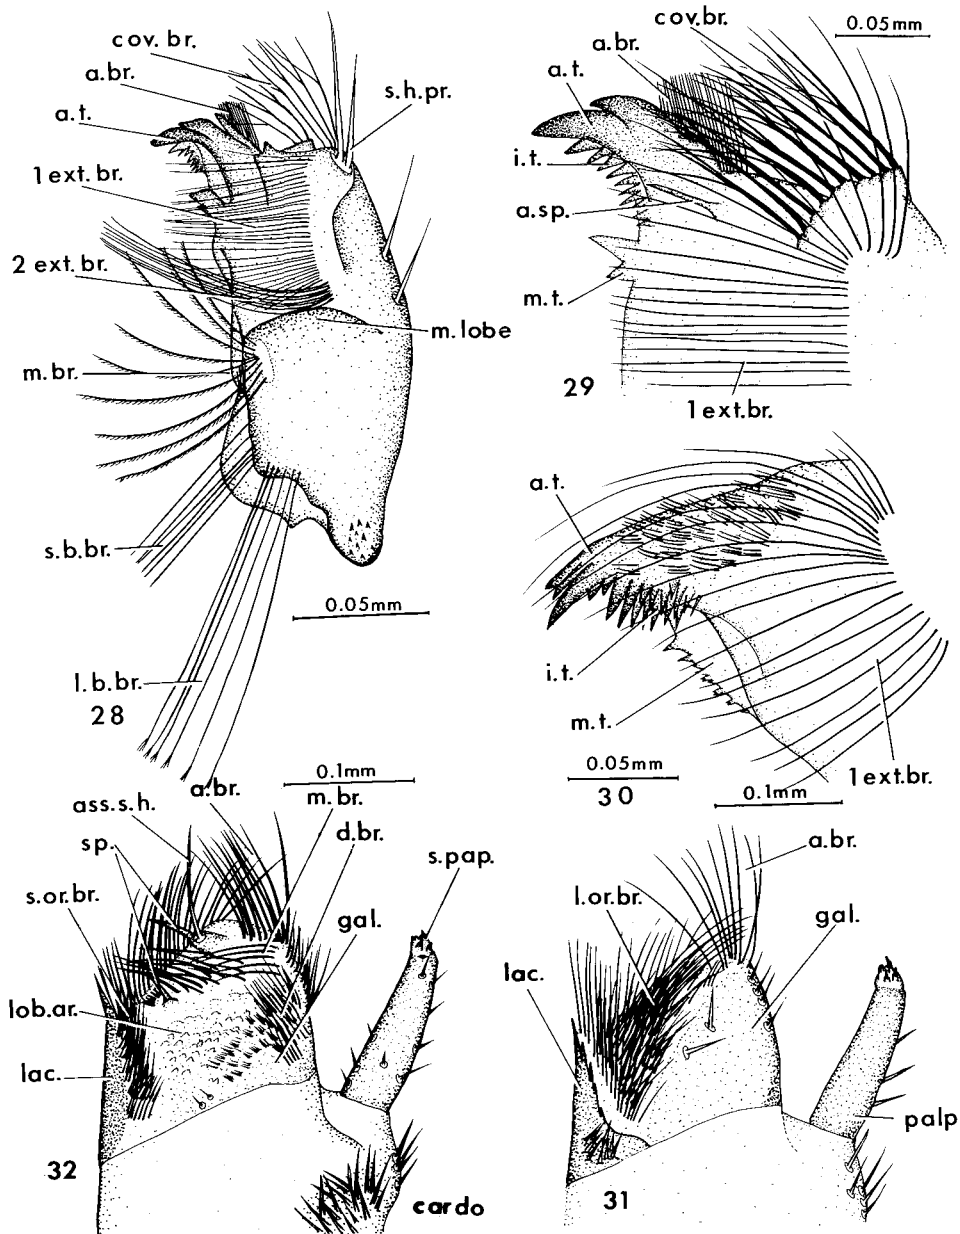 cov. br.
a.br.
a.t.
s.h.pr.
1 ext. br.
2 ext. br.
m. lobe
m. br.
s.b.br.
0.05mm
l.b.br.
28
cov.br.
0.05mm
a.br.
a.t.
i.t.
a.sp.
m.t.
29
1 ext.br.
a.t.
i.t.
m.t.
1 ext.br.
0.05mm
30
0.1mm
0.1mm
a.br.
ass.s.h.
m.br.
sp.
d.br.
s.or.br.
s.pap.
gal.
lob.ar.
lac.
32
cardo
a.br.
l.or.br.
gal.
lac.
palp
31